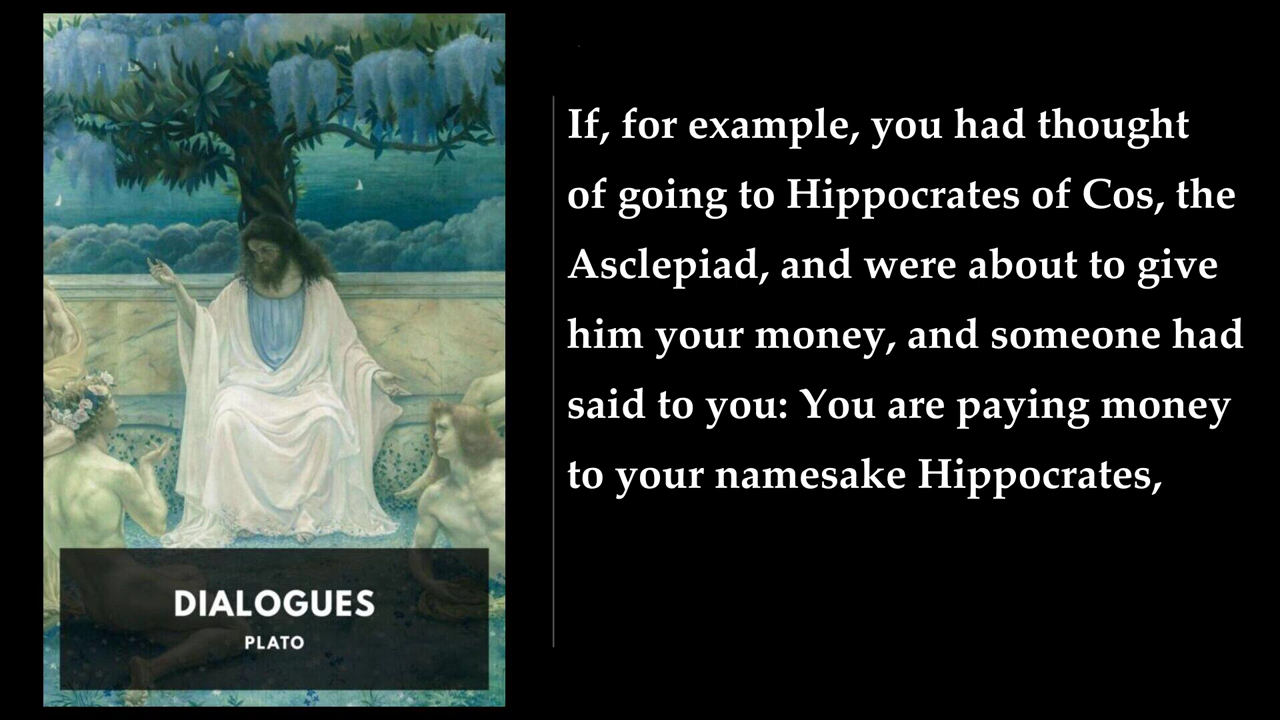 DIALOGUES
PLATO
If, for example, you had thought
of going to Hippocrates of Cos, the
Asclepiad, and were about to give
him your money, and someone had
said to you: You are paying money
to your namesake Hippocrates,